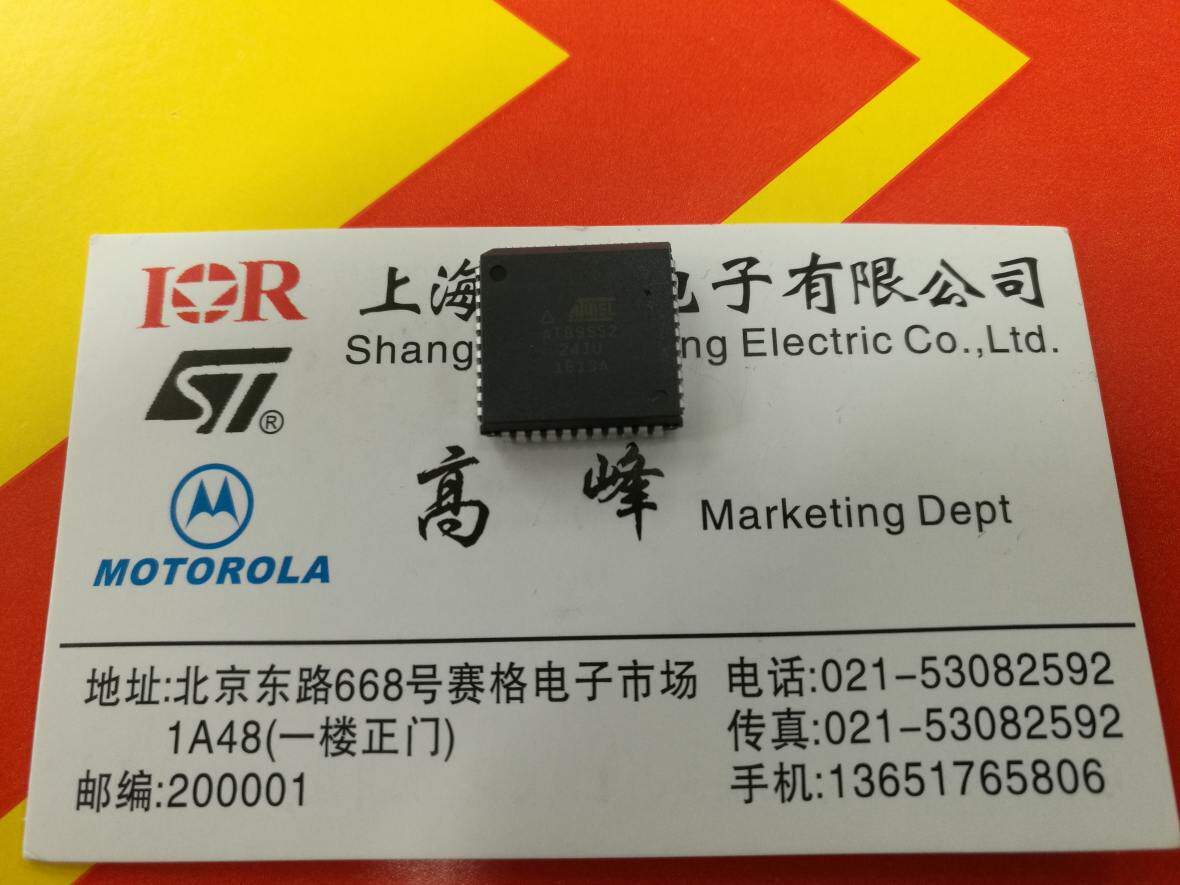 IOR
上海 电子有限公司
Shang ng Electric Co.,Ltd.
ST®
ATMEL
AT89S52
24JU
高 峰 Marketing Dept
MOTOROLA
地址:北京东路668号赛格电子市场
1A48(一楼正门)
邮编:200001
电话:021-53082592
传真:021-53082592
手机:13651765806